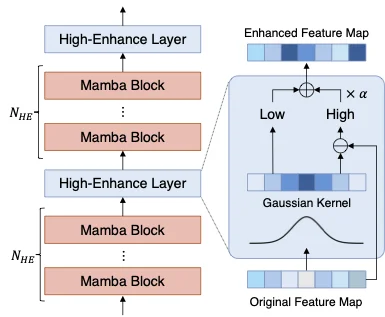 High-Enhance Layer
Mamba Block
⋮
Mamba Block
N_HE
High-Enhance Layer
Mamba Block
⋮
Mamba Block
N_HE
Enhanced Feature Map
× α
Low
High
Gaussian Kernel
Original Feature Map